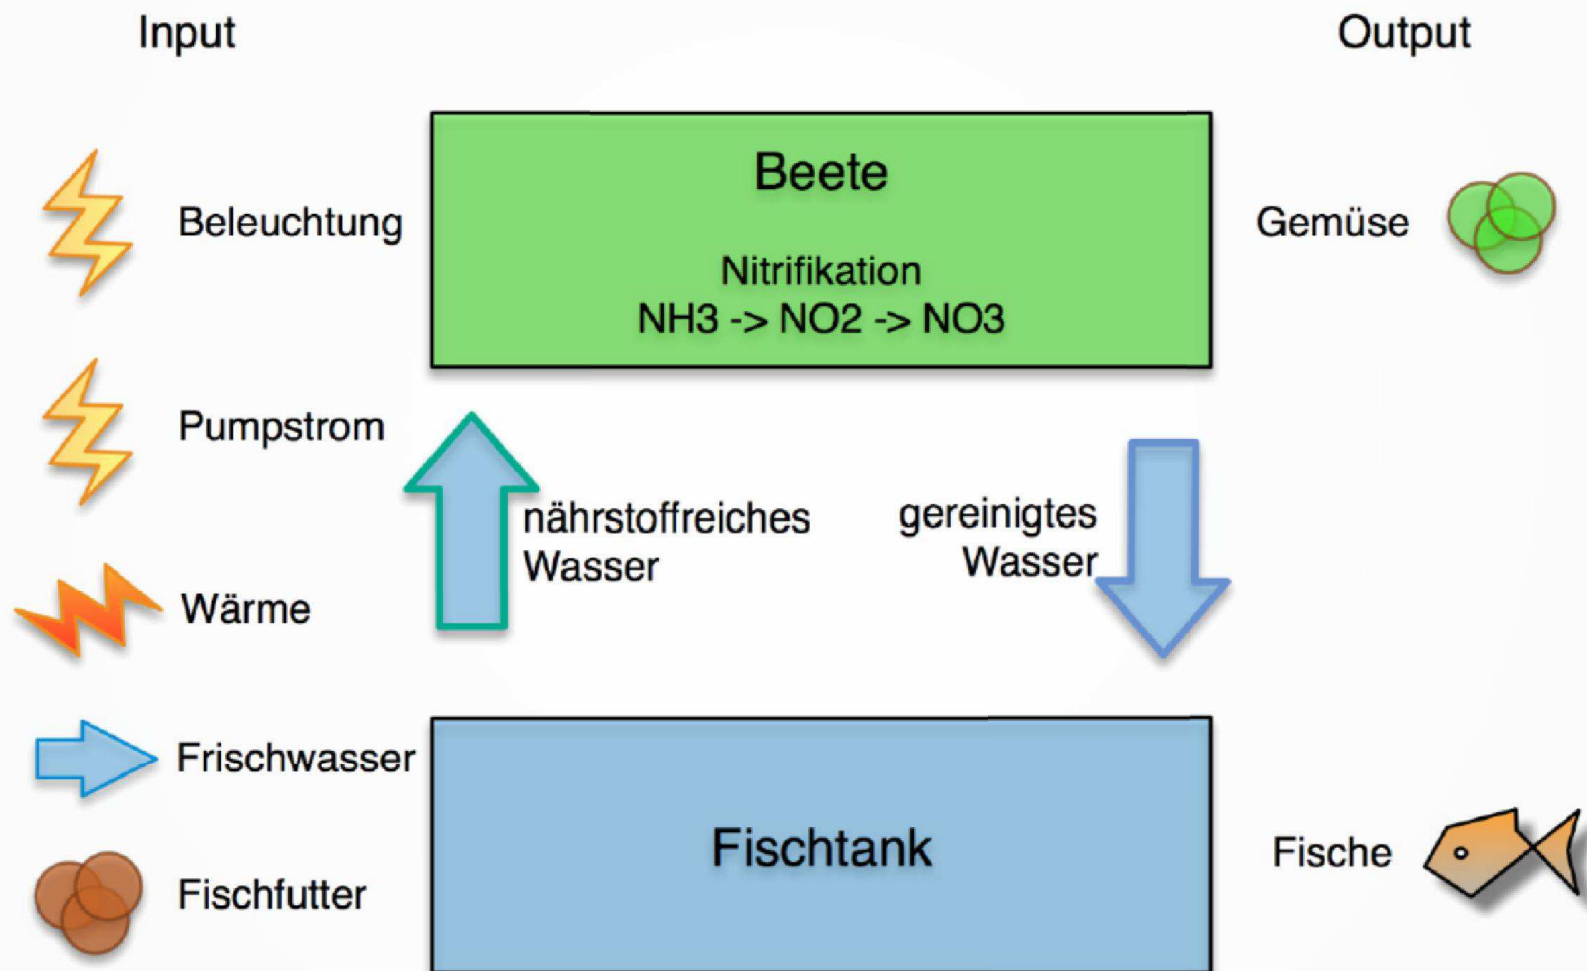 Input
Output
Beete
Beleuchtung
Gemüse
Nitrifikation
NH3 -> NO2 -> NO3
Pumpstrom
nährstoffreiches
Wasser
gereinigtes
Wasser
Wärme
Frischwasser
Fischtank
Fische
Fischfutter